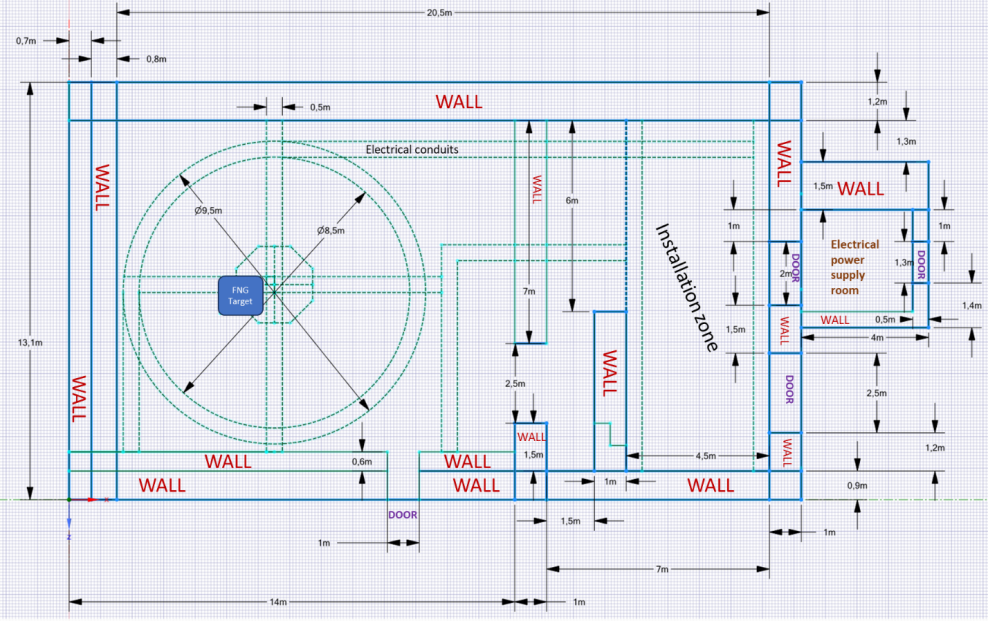 20,5m
0,7m
0,8m
WALL
0,5m
1,2m
Electrical conduits
1,3m
WALL
WALL
WALL
1,5m
WALL
6m
Ø9,5m
Ø8,5m
1m
1m
Installation zone
Electrical
power
supply
room
DOOR
2m
1,3m
DOOR
FNG
Target
7m
1,4m
WALL
0,5m
WALL
1,5m
13,1m
4m
WALL
WALL
2,5m
DOOR
2,5m
WALL
1,5m
WALL
1,2m
WALL
0,6m
WALL
4,5m
WALL
WALL
1m
WALL
0,9m
DOOR
1,5m
1m
1m
7m
14m
1m
x
z